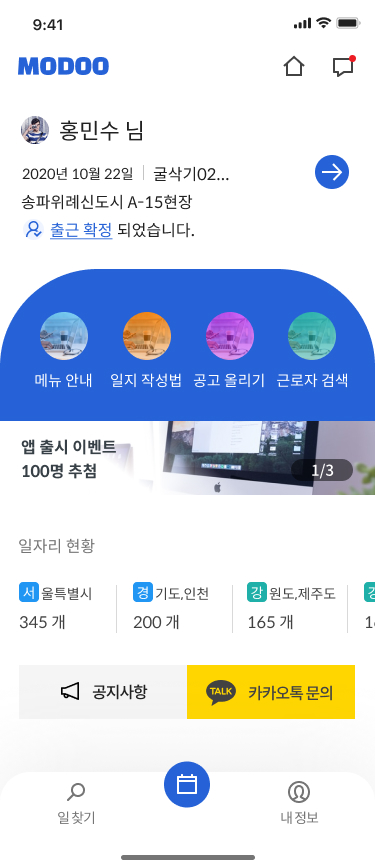 9:41
MODOO
홍민수 님
2020년 10월 22일 굴삭기02...
송파위례신도시 A-15현장
출근 확정 되었습니다.
메뉴 안내 일지 작성법 공고 올리기 근로자 검색
앱 출시 이벤트
100명 추첨
1/3
일자리 현황
서울특별시 경기도,인천 강원도,제주도
345 개 200 개 165 개
공지사항 TALK 카카오톡 문의
일 찾기 내 정보